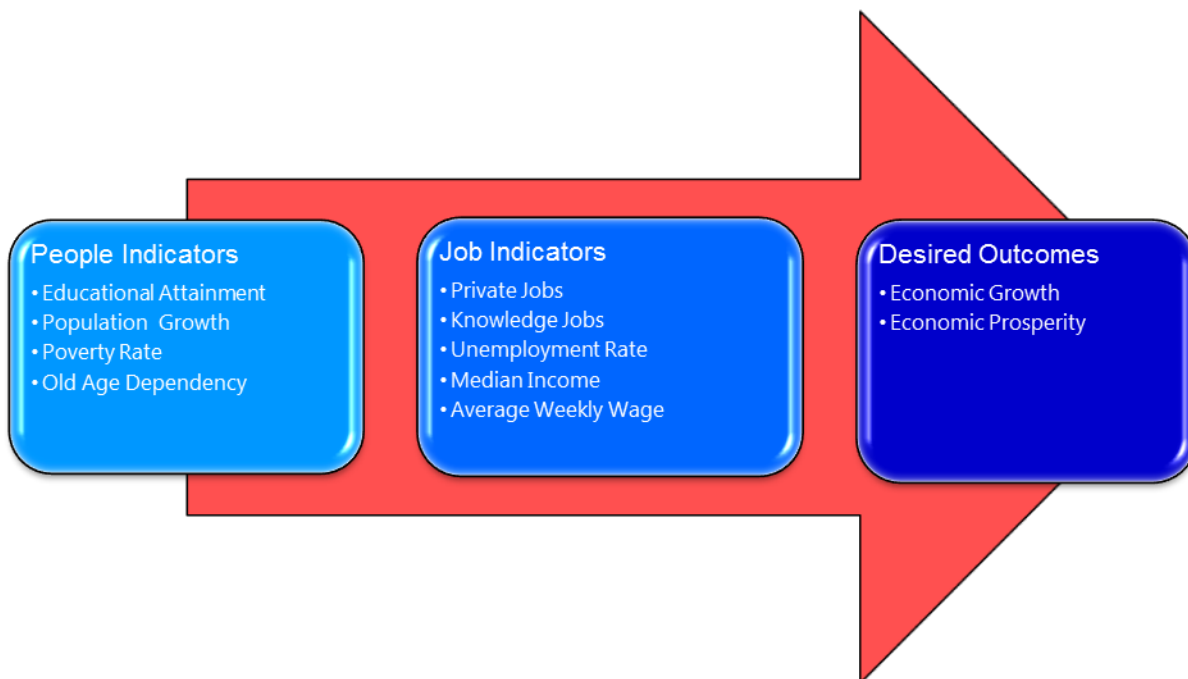 People Indicators
• Educational Attainment
• Population Growth
• Poverty Rate
• Old Age Dependency
Job Indicators
• Private Jobs
• Knowledge Jobs
• Unemployment Rate
• Median Income
• Average Weekly Wage
Desired Outcomes
• Economic Growth
• Economic Prosperity